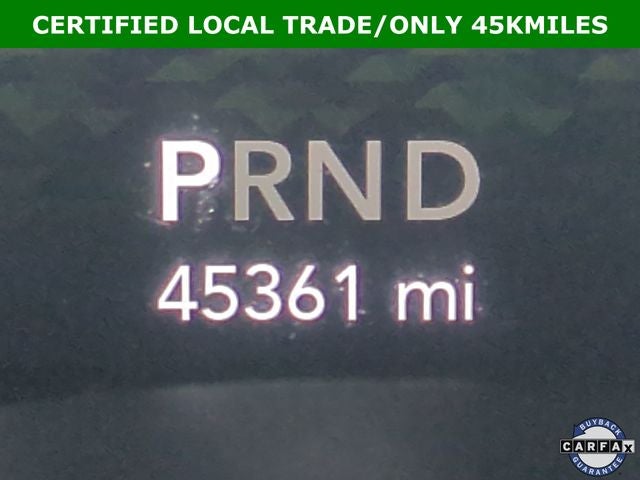 CERTIFIED LOCAL TRADE/ONLY 45KMILES
PRND
45361 mi
BUYBACK
CARFAX
GUARANTEE